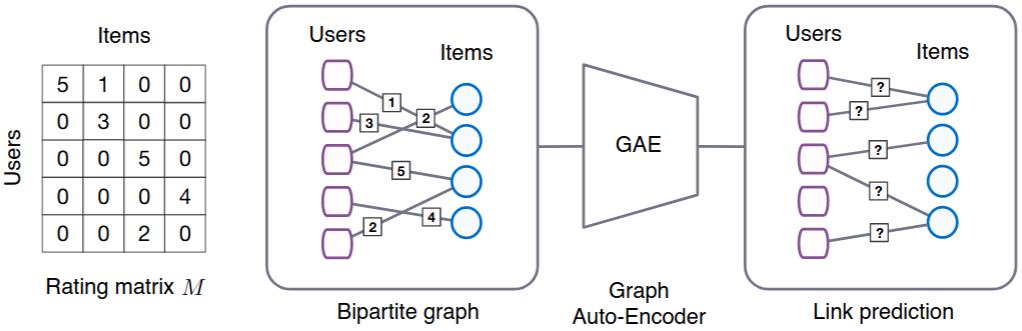 Items
Users
5 1 0 0
0 3 0 0
0 0 5 0
0 0 0 4
0 0 2 0
Rating matrix M
Users
Items
1
2
3
5
4
2
Bipartite graph
GAE
Graph
Auto-Encoder
Users
Items
?
?
?
?
?
Link prediction